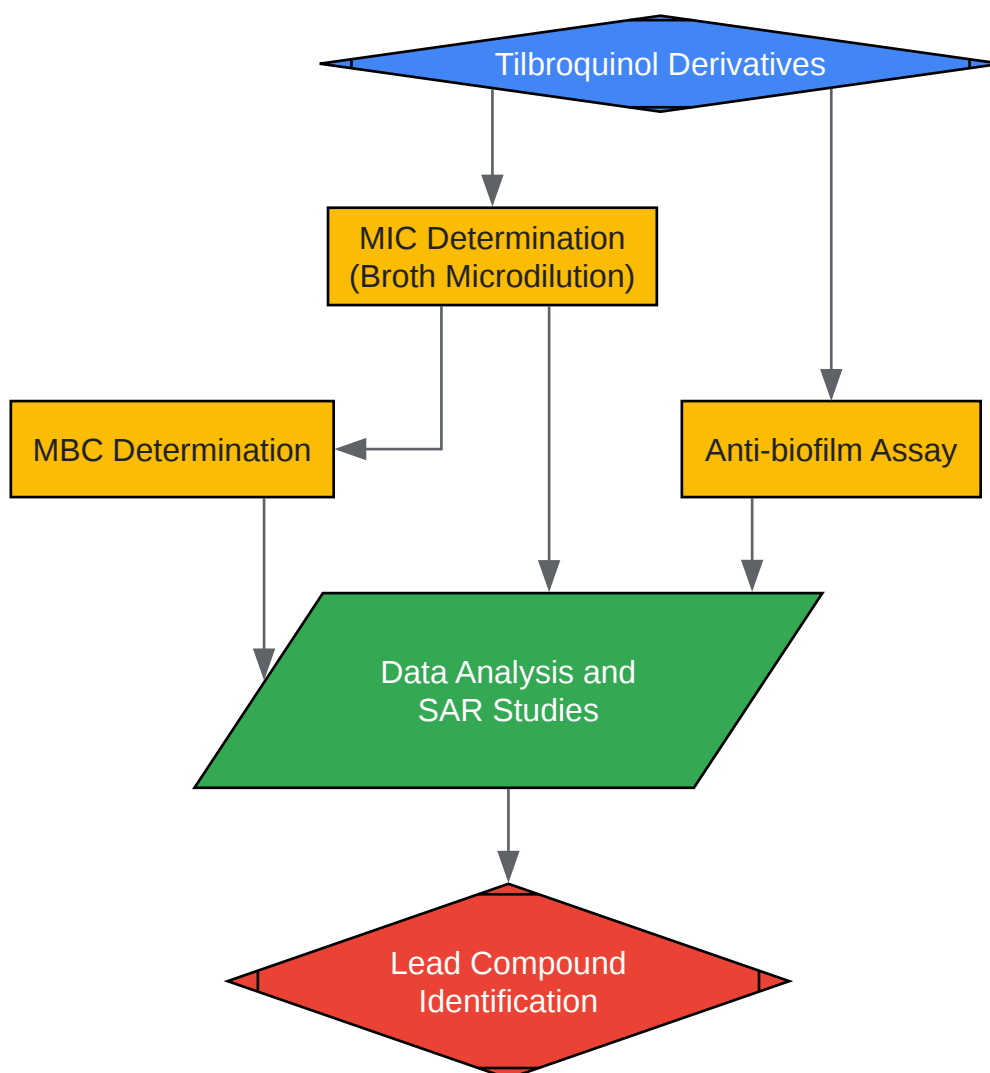 Tilbroquinol Derivatives
MIC Determination
(Broth Microdilution)
MBC Determination
Anti-biofilm Assay
Data Analysis and
SAR Studies
Lead Compound
Identification